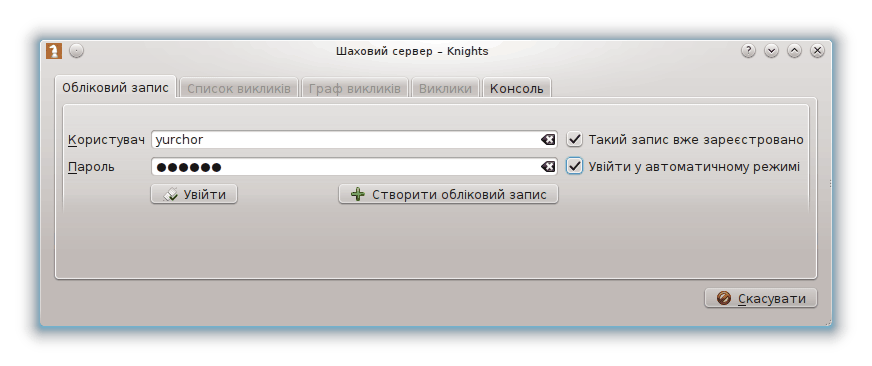 Шаховий сервер – Knights
Обліковий запис Список викликів Граф викликів Виклики Консоль
Користувач yurchor Такий запис вже зареєстровано
Пароль ●●●●●● Увійти у автоматичному режимі
Увійти Створити обліковий запис
Скасувати